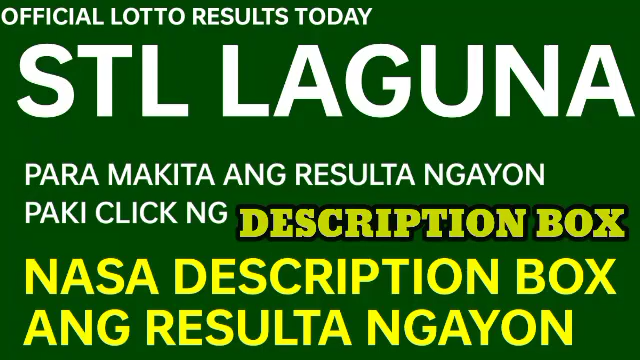 OFFICIAL LOTTO RESULTS TODAY
STL LAGUNA
PARA MAKITA ANG RESULTA NGAYON
PAKI CLICK NG DESCRIPTION BOX
NASA DESCRIPTION BOX
ANG RESULTA NGAYON